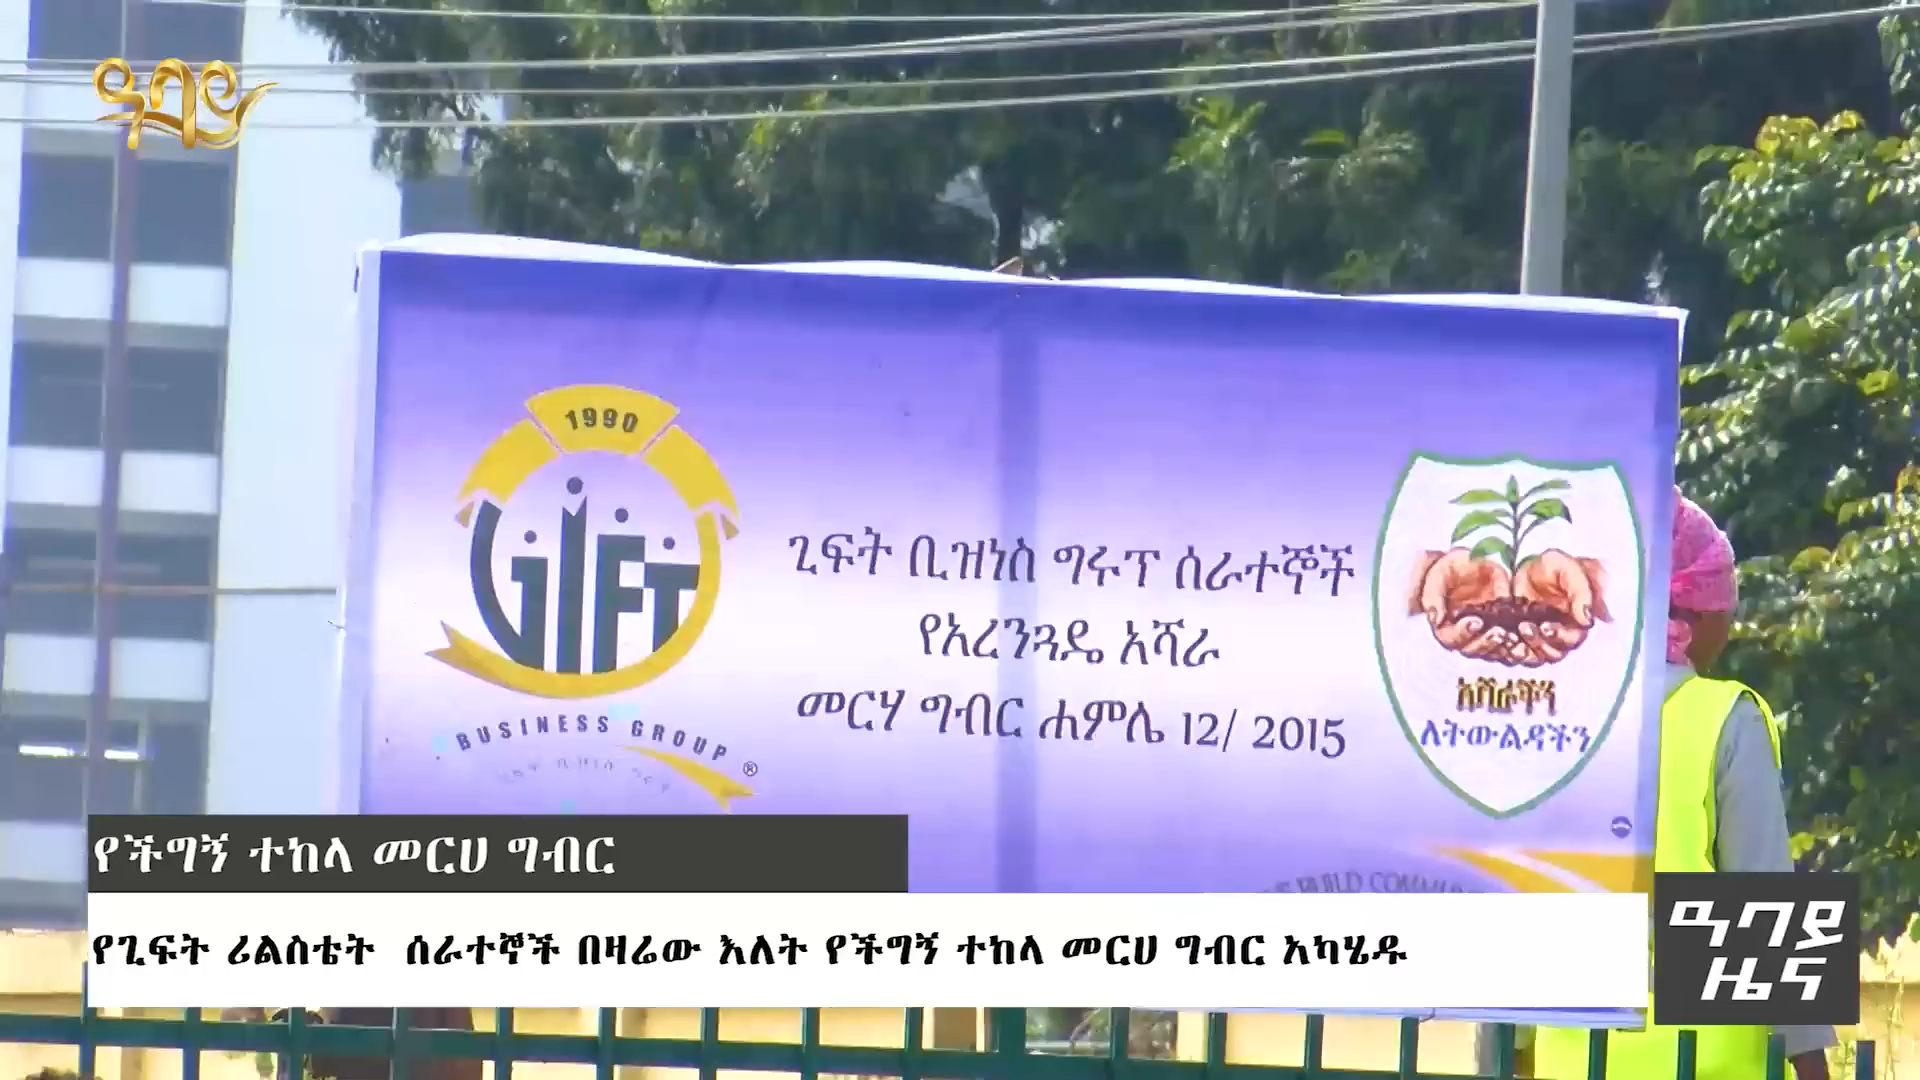 ዓባይ
1990
GIFT
BUSINESS GROUP ®
ጊፍት ቢዝነስ ግሩፕ ሰራተኞች
የአረንጓዴ አሻራ
መርሃ ግብር ሐምሌ 12/ 2015
አሻራችን
ለትውልዳችን
BUILD
የችግኝ ተከላ መርሀ ግብር
የጊፍት ሪልስቴት ሰራተኞች በዛሬው እለት የችግኝ ተከላ መርሀ ግብር አካሄዱ
ዓባይ
ዜና